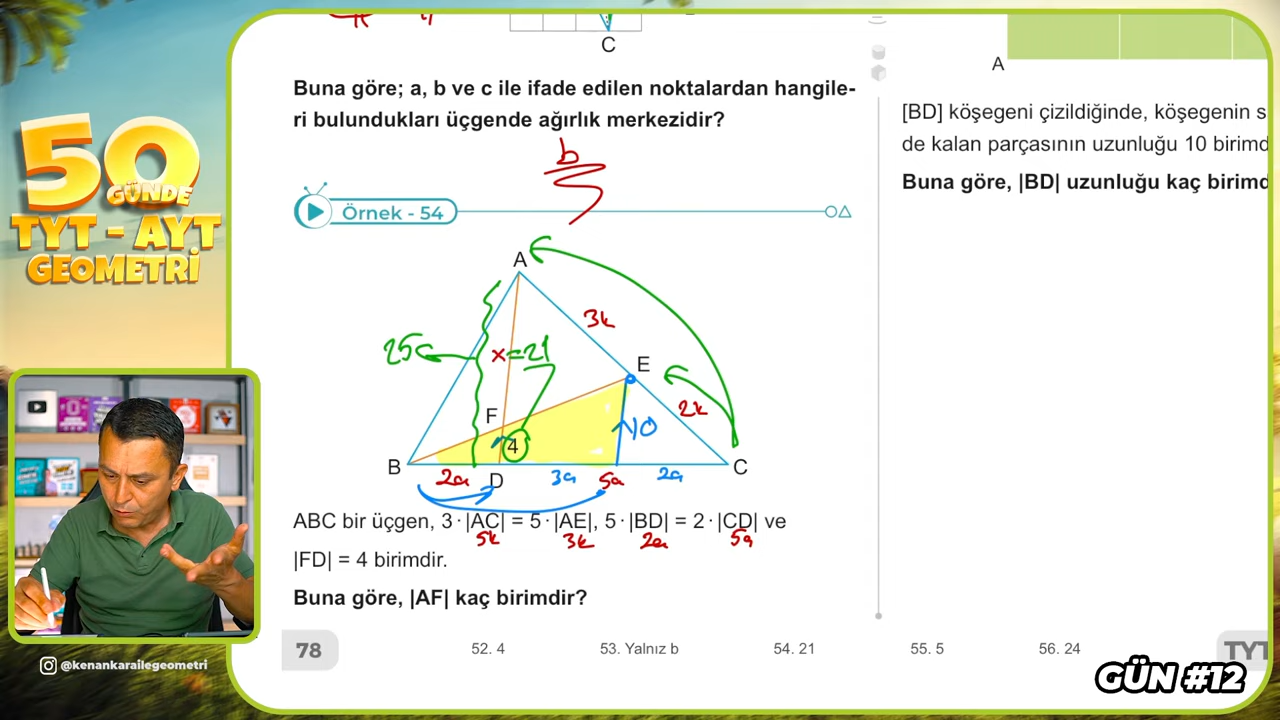 50
GÜNDE
TYT - AYT
GEOMETRİ
C
Buna göre; a, b ve c ile ifade edilen noktalardan hangile-
ri bulundukları üçgende ağırlık merkezidir?
b
Örnek - 54
A
3k
25
x=21
E
2k
F
4
10
B
2a
D
3a
5a
2a
C
ABC bir üçgen, 3·|AC| = 5·|AE|, 5·|BD| = 2·|CD| ve
5k 3k 2a 5a
|FD| = 4 birimdir.
Buna göre, |AF| kaç birimdir?
78 52. 4 53. Yalnız b 54. 21 55. 5 56. 24 TYT
A
[BD] köşegeni çizildiğinde, köşegenin s
de kalan parçasının uzunluğu 10 birimd
Buna göre, |BD| uzunluğu kaç birimd
@kenankarailegeometri
GÜN #12